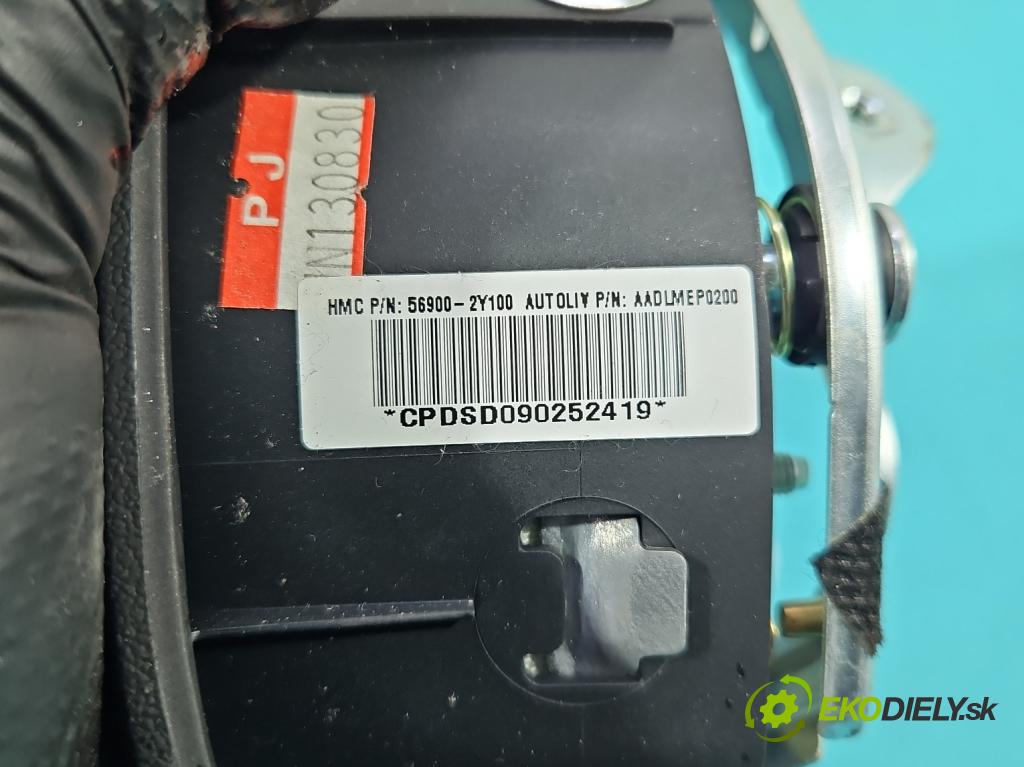 PJ
N130830
HMC P/N: 56900-2Y100 AUTOLIV P/N: AADLMEP0200
*CPDSD090252419*
EKODIELY.sk